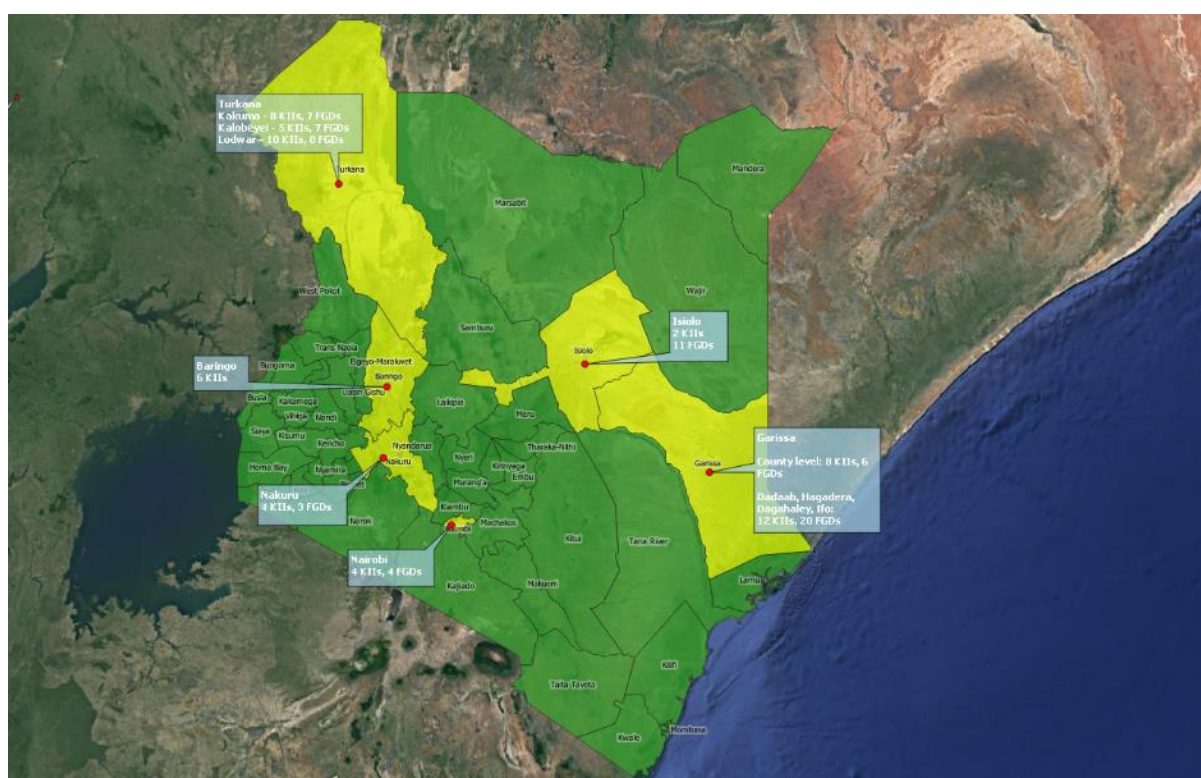 Turkana
Kakuma - 8 KIIs, 7 FGDs
Kalobeyei - 5 KIIs, 7 FGDs
Lodwar - 10 KIIs, 8 FGDs
Turkana
Mandera
Marsabit
West Pokot
Wajir
Samburu
Isiolo
2 KIIs
11 FGDs
Isiolo
Trans Nzoia
Elgeyo-Marakwet
Bungoma
Baringo
6 KIIs
Baringo
Uasin Gishu
Busia
Kakamega
Laikipia
Meru
Vihiga
Nandi
Siaya
Kisumu
Kericho
Nyandarua
Tharaka-Nithi
Garissa
County level: 8 KIIs, 6
FGDs
Dadaab, Hagadera,
Dagahaley, Ifo:
12 KIIs, 20 FGDs
Garissa
Homa Bay
Nyamira
Nakuru
Nyeri
Kirinyaga
Embu
Murang'a
Nakuru
4 KIIs, 3 FGDs
Kiambu
Narok
Machakos
Nairobi
Kitui
Tana River
Nairobi
4 KIIs, 4 FGDs
Kajiado
Makueni
Lamu
Kilifi
Taita Taveta
Kwale
Mombasa